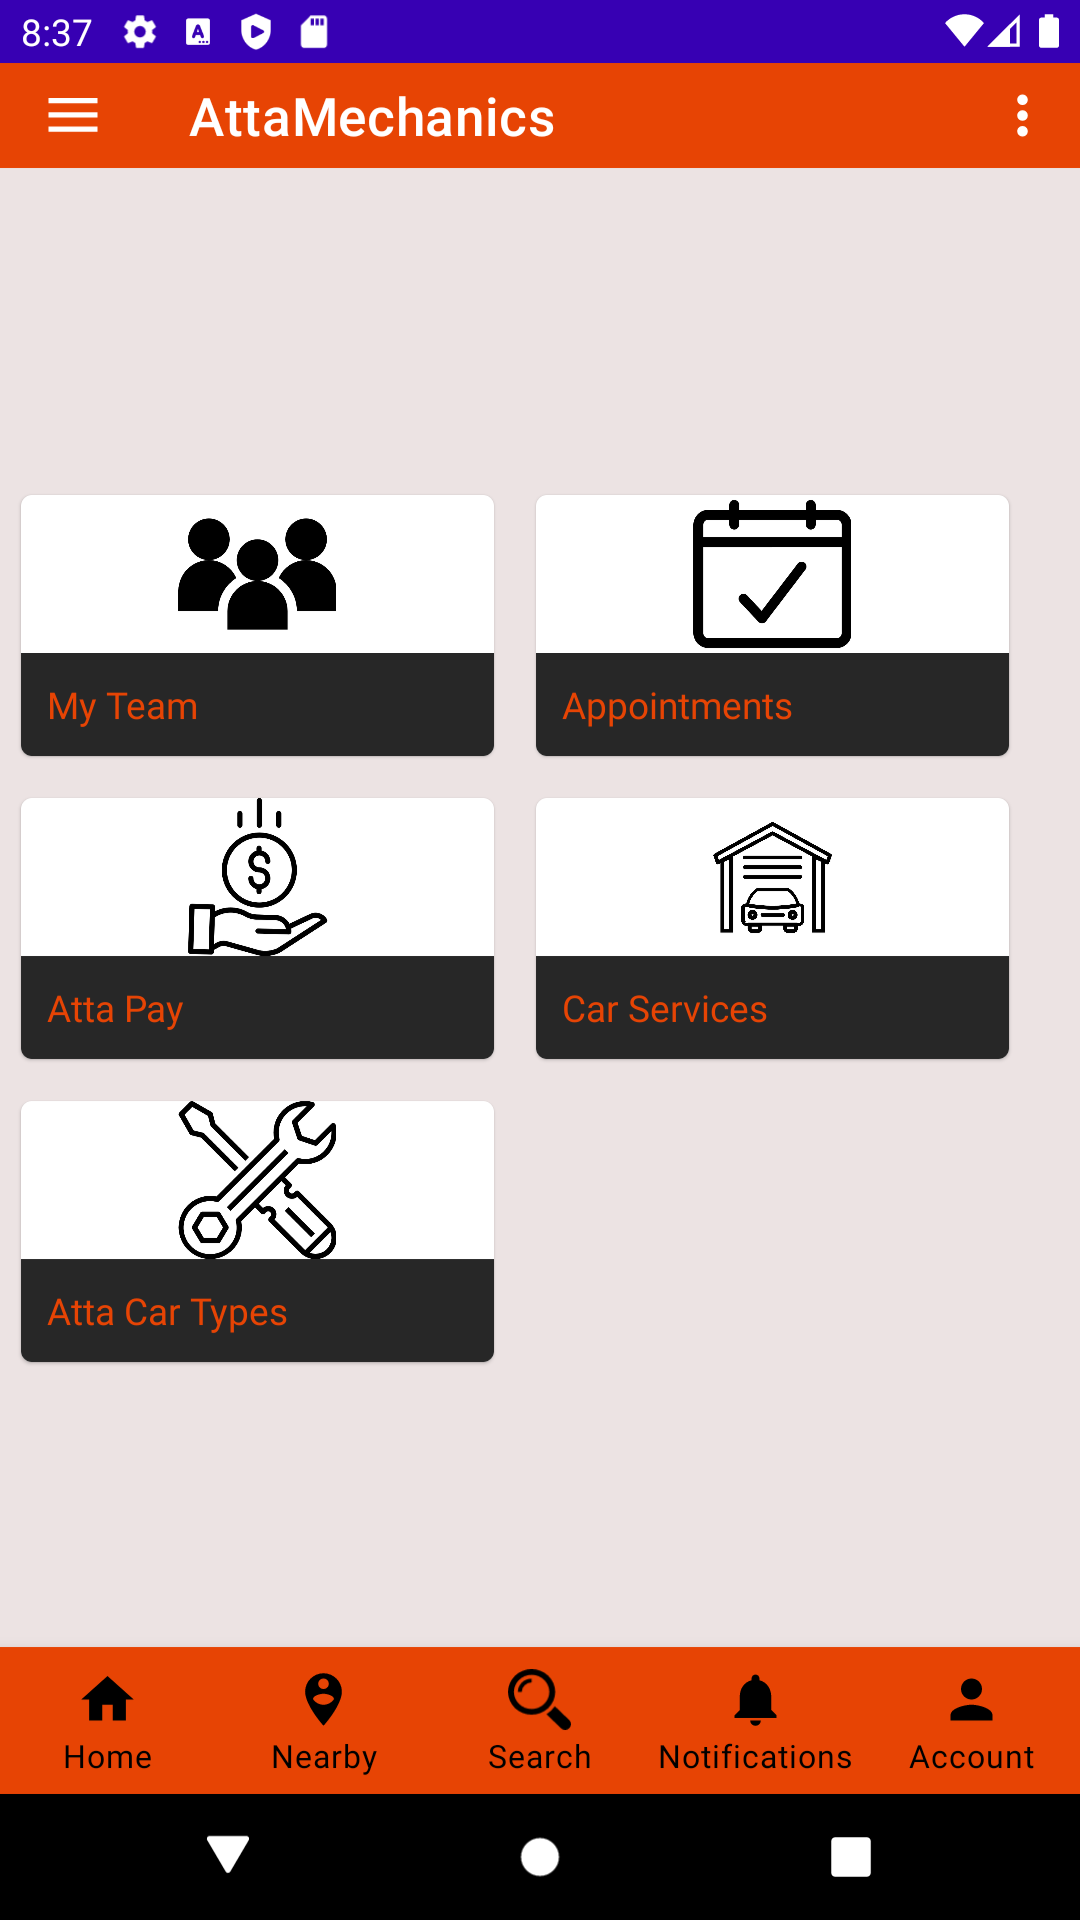 8:37
AttaMechanics
My Team
Appointments
Atta Pay
Car Services
Atta Car Types
Home
Nearby
Search
Notifications
Account